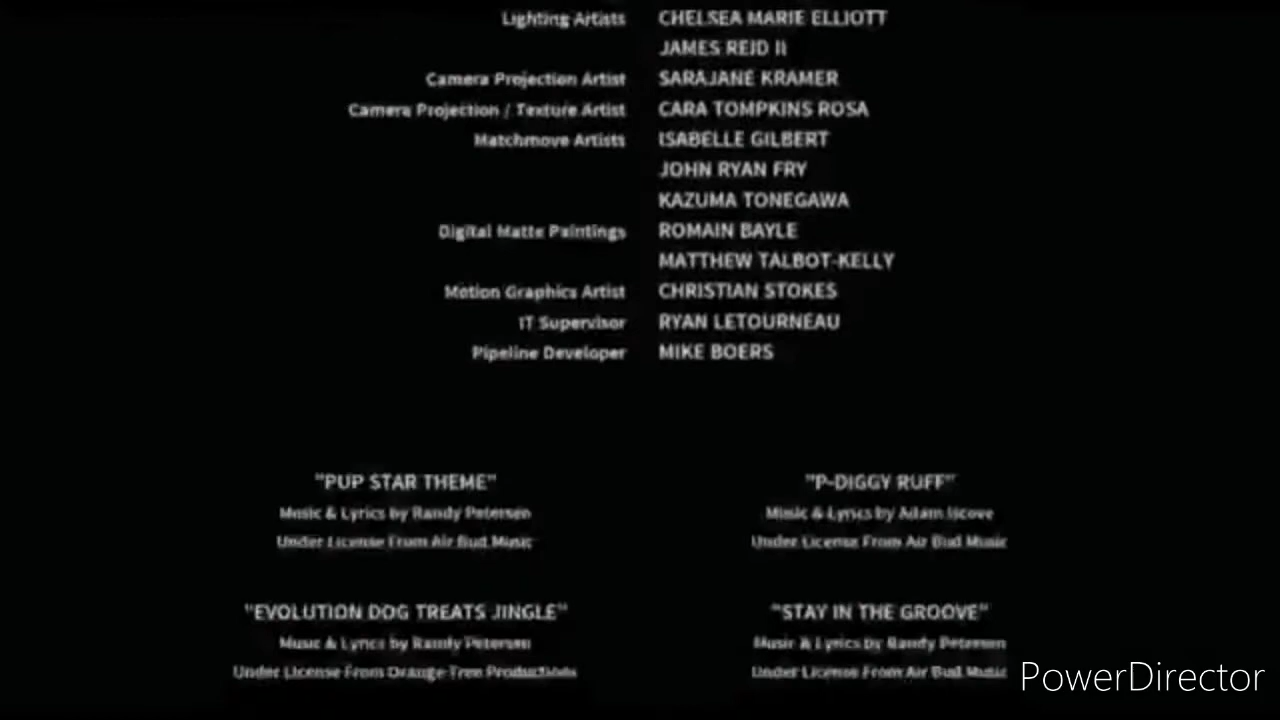 Lighting Artists CHELSEA MARIE ELLIOTT
JAMES REID II
Camera Projection Artist SARAJANE KRAMER
Camera Projection / Texture Artist CARA TOMPKINS ROSA
Matchmove Artists ISABELLE GILBERT
JOHN RYAN FRY
KAZUMA TONEGAWA
Digital Matte Paintings ROMAIN BAYLE
MATTHEW TALBOT-KELLY
Motion Graphics Artist CHRISTIAN STOKES
IT Supervisor RYAN LETOURNEAU
Pipeline Developer MIKE BOERS
"PUP STAR THEME"
Music & Lyrics by Randy Petersen
Under License From Air Bud Music
"P-DIGGY RUFF"
Music & Lyrics by Adam
Under License From Air Bud Music
"EVOLUTION DOG TREATS JINGLE"
Music & Lyrics by Randy Petersen
Under License From Orange Tree Productions
"STAY IN THE GROOVE"
Music & Lyrics by Randy Petersen
Under License From Air Bud Music
PowerDirector